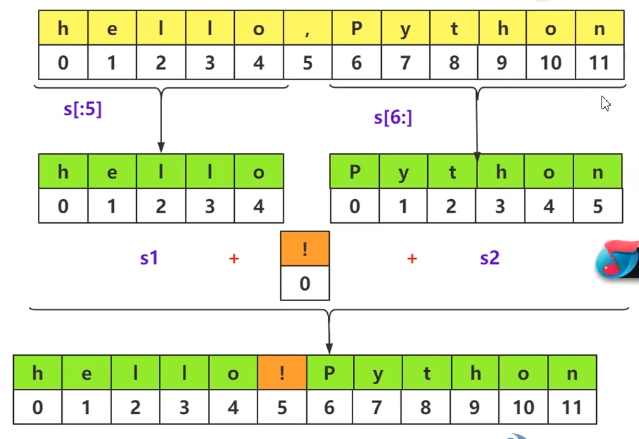 h e l l o , P y t h o n
0 1 2 3 4 5 6 7 8 9 10 11
s[:5]
s[6:]
h e l l o P y t h o n
0 1 2 3 4 0 1 2 3 4 5
!
s1 + + s2
0
h e l l o ! P y t h o n
0 1 2 3 4 5 6 7 8 9 10 11